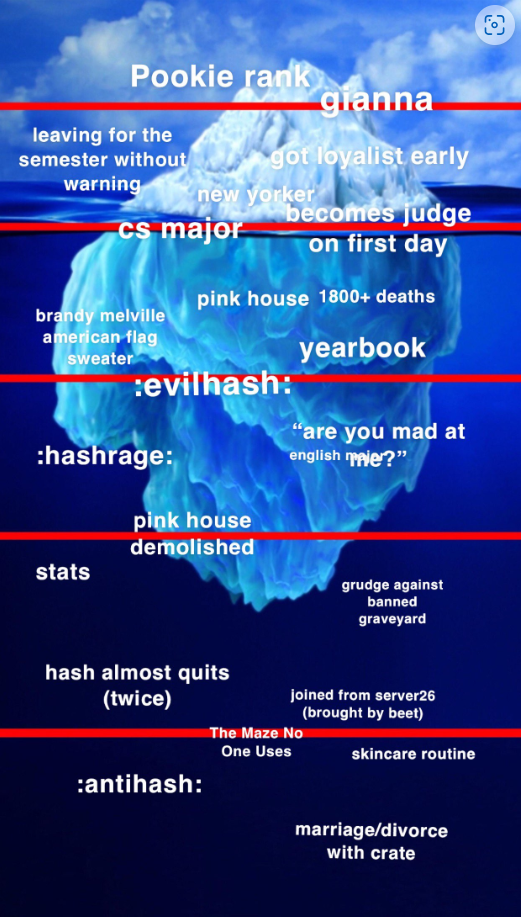 Pookie rank
gianna
leaving for the
semester without
warning
got loyalist early
new yorker
becomes judge
on first day
cs major
pink house
1800+ deaths
brandy melville
american flag
sweater
yearbook
:evilhash:
“are you mad at
me?”
english major
:hashrage:
pink house
demolished
stats
grudge against
banned
graveyard
hash almost quits
(twice)
joined from server26
(brought by beet)
The Maze No
One Uses
skincare routine
:antihash:
marriage/divorce
with crate